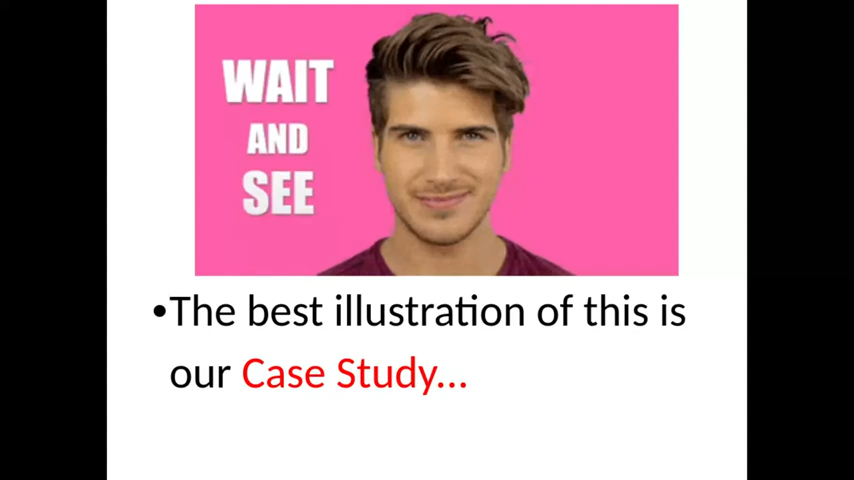 WAIT
AND
SEE
•The best illustration of this is
our Case Study...